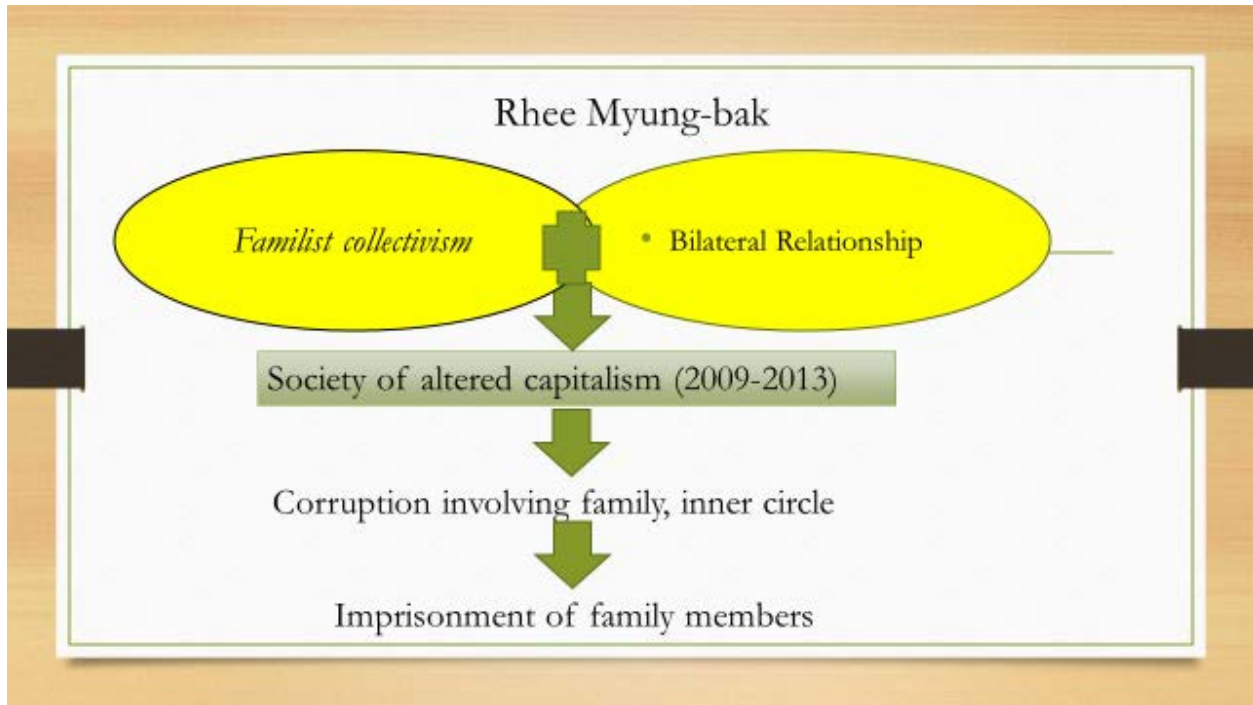 Rhee Myung-bak
Familist collectivism
• Bilateral Relationship
Society of altered capitalism (2009-2013)
Corruption involving family, inner circle
Imprisonment of family members